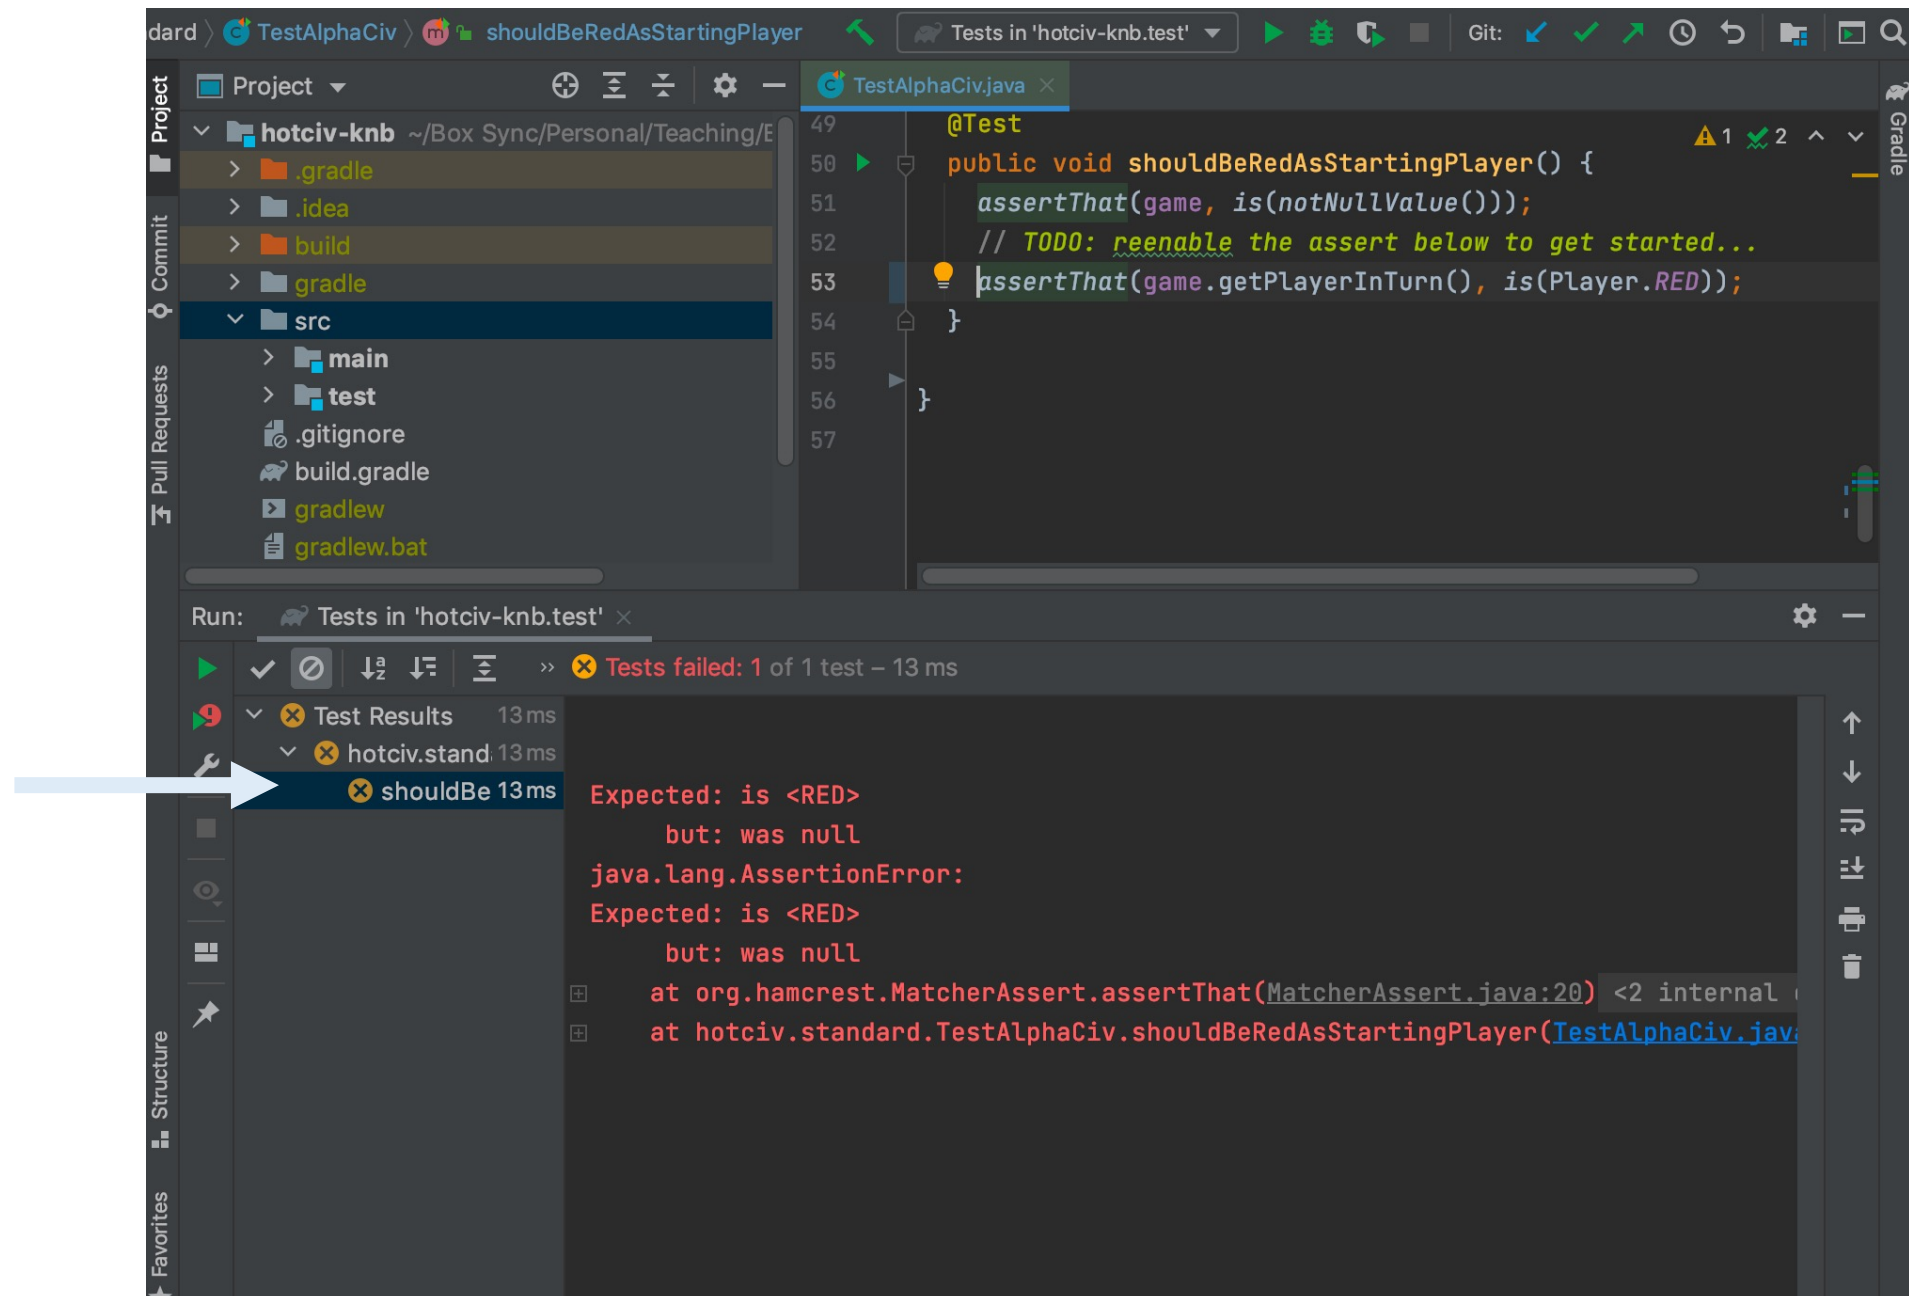 dard TestAlphaCiv shouldBeRedAsStartingPlayer Tests in 'hotciv-knb.test' Git:
Project
Commit
Pull Requests
Structure
Favorites
Project
hotciv-knb ~/Box Sync/Personal/Teaching/E
.gradle
.idea
build
gradle
src
main
test
.gitignore
build.gradle
gradlew
gradlew.bat
TestAlphaCiv.java
1 2
49 @Test
50 public void shouldBeRedAsStartingPlayer() {
51 assertThat(game, is(notNullValue()));
52 // TODO: reenable the assert below to get started...
53 assertThat(game.getPlayerInTurn(), is(Player.RED));
54 }
55
56 }
57
Gradle
Run: Tests in 'hotciv-knb.test'
Tests failed: 1 of 1 test – 13 ms
Test Results 13 ms
hotciv.stand 13 ms
shouldBe 13 ms
Expected: is <RED>
but: was null
java.lang.AssertionError:
Expected: is <RED>
but: was null
at org.hamcrest.MatcherAssert.assertThat(MatcherAssert.java:20) <2 internal
at hotciv.standard.TestAlphaCiv.shouldBeRedAsStartingPlayer(TestAlphaCiv.java